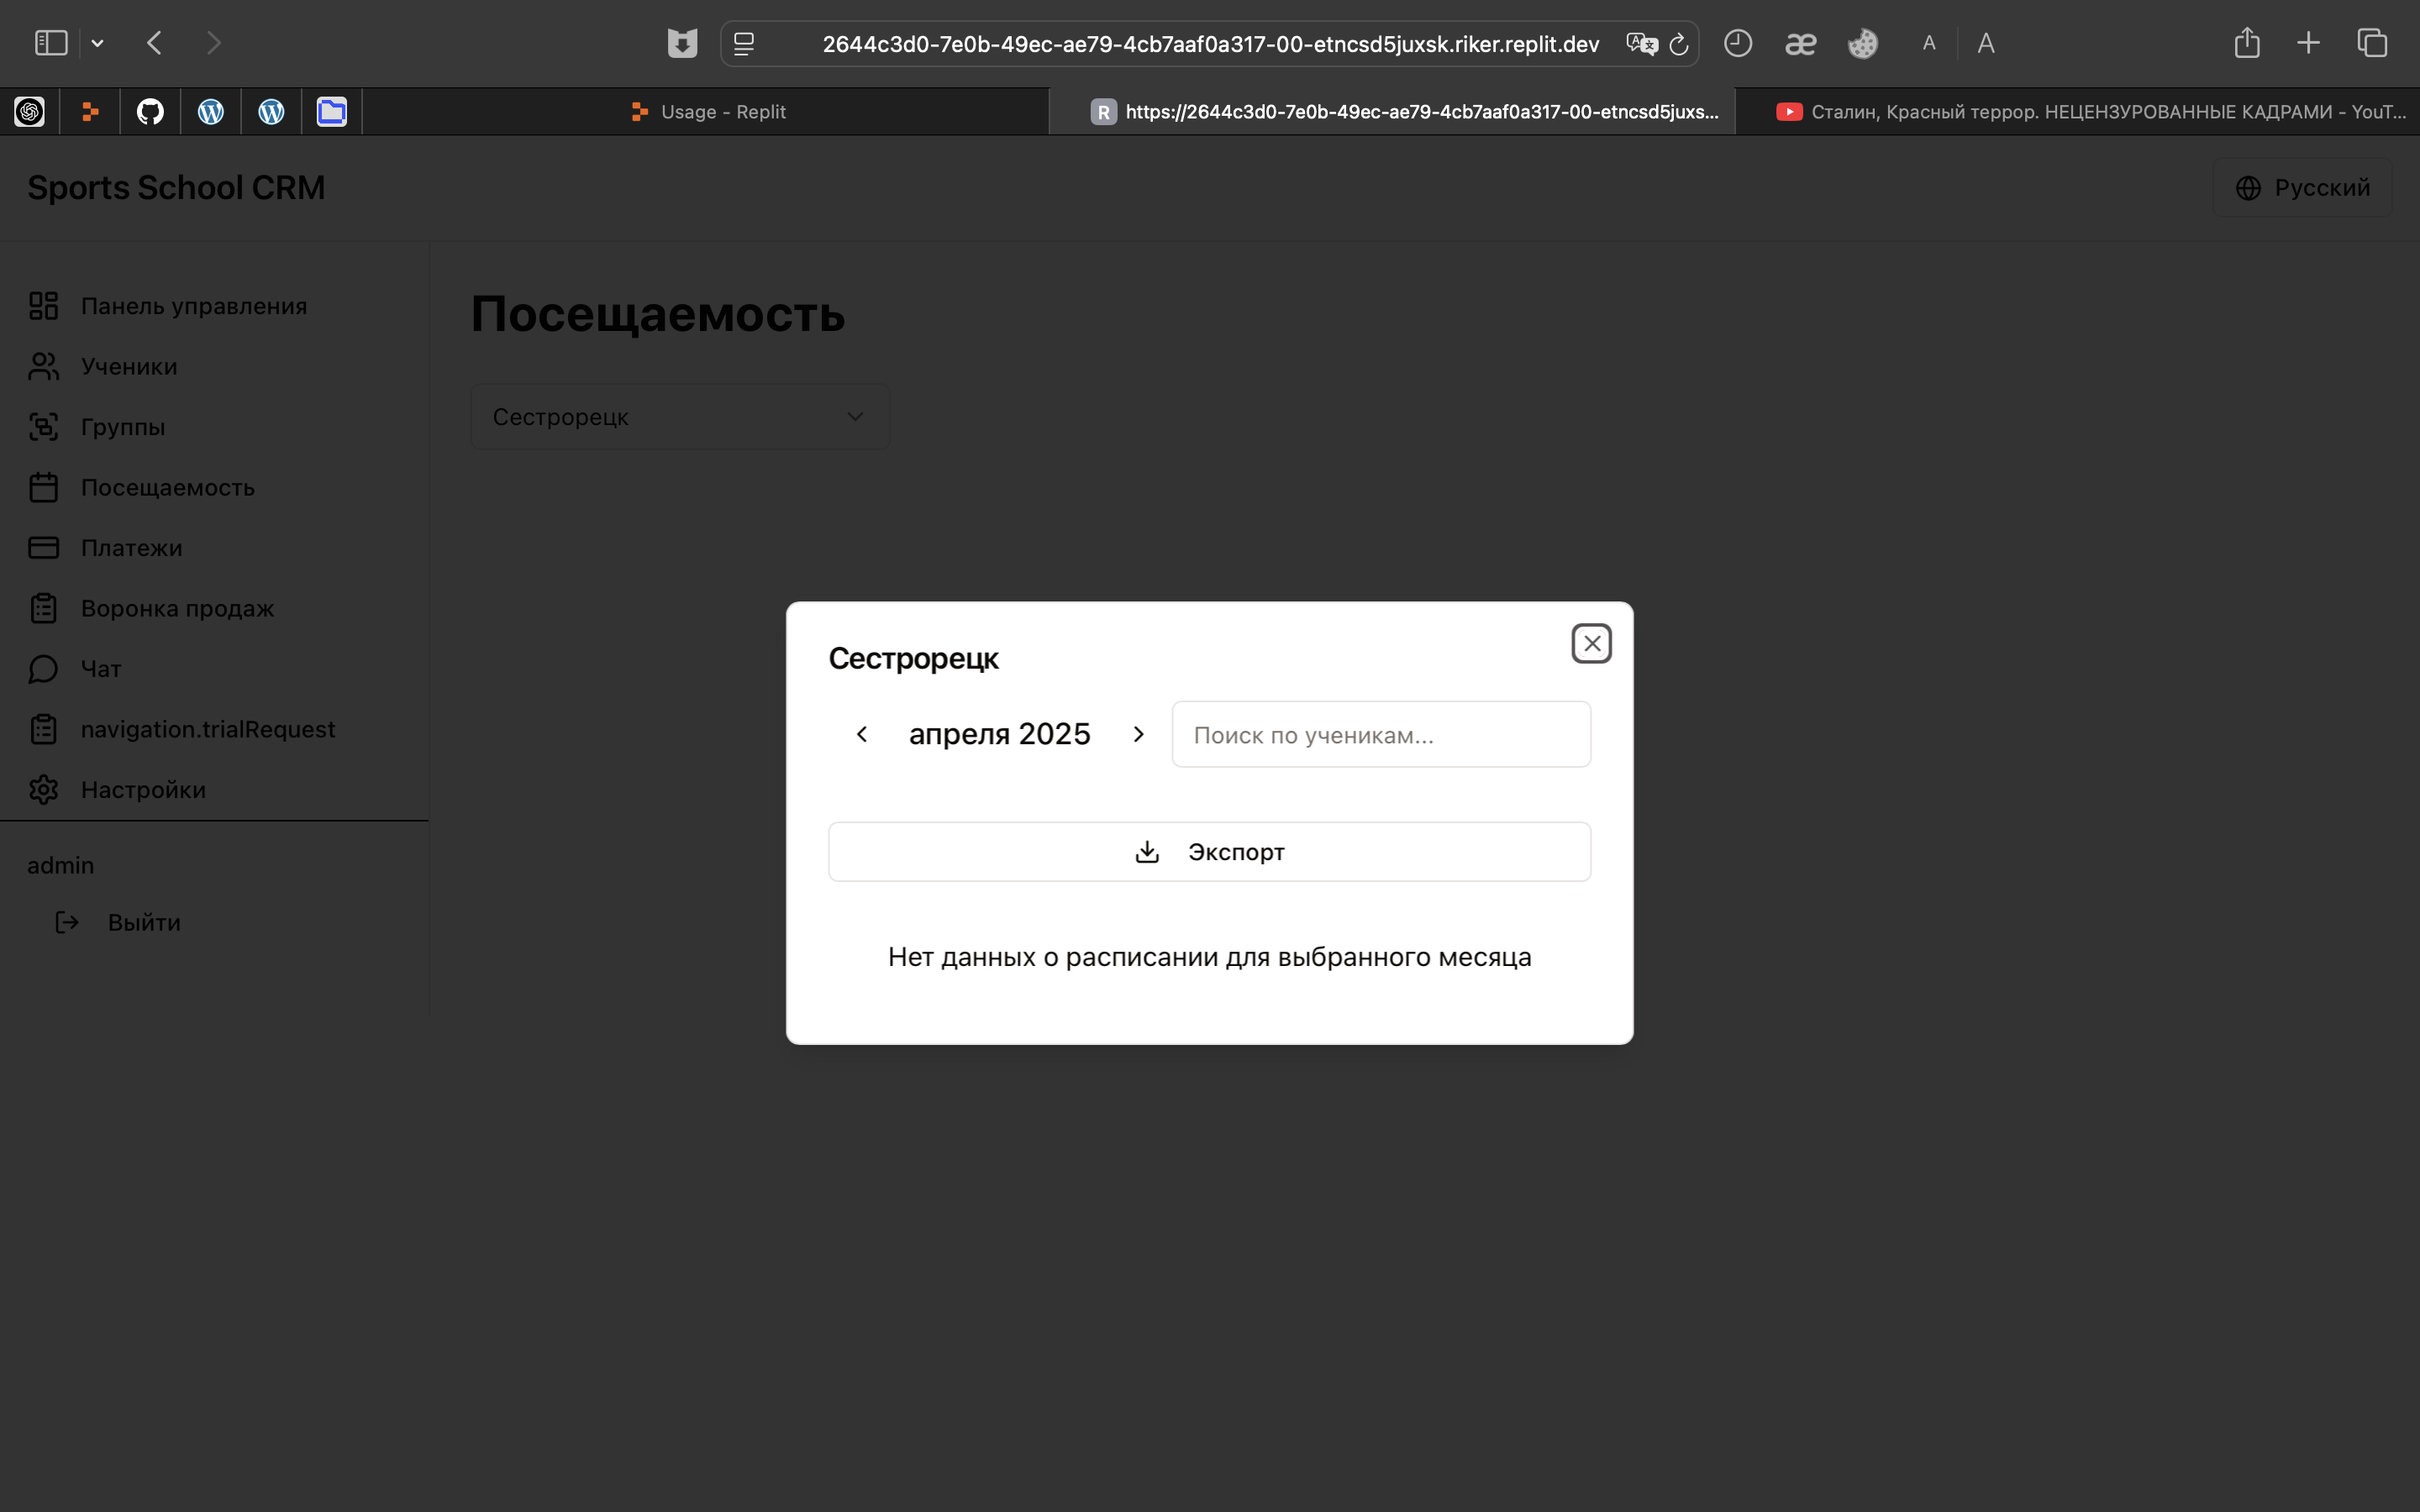 2644c3d0-7e0b-49ec-ae79-4cb7aaf0a317-00-etncsd5juxsk.riker.replit.dev
A A
Usage - Replit
R https://2644c3d0-7e0b-49ec-ae79-4cb7aaf0a317-00-etncsd5juxs...
Сталин, Красный террор. НЕЦЕНЗУРОВАННЫЕ КАДРАМИ - YouT...
Sports School CRM
Русский
Панель управления
Ученики
Группы
Посещаемость
Платежи
Воронка продаж
Чат
navigation.trialRequest
Настройки
admin
Выйти
Посещаемость
Сестрорецк
Сестрорецк
апреля 2025
Поиск по ученикам...
Экспорт
Нет данных о расписании для выбранного месяца